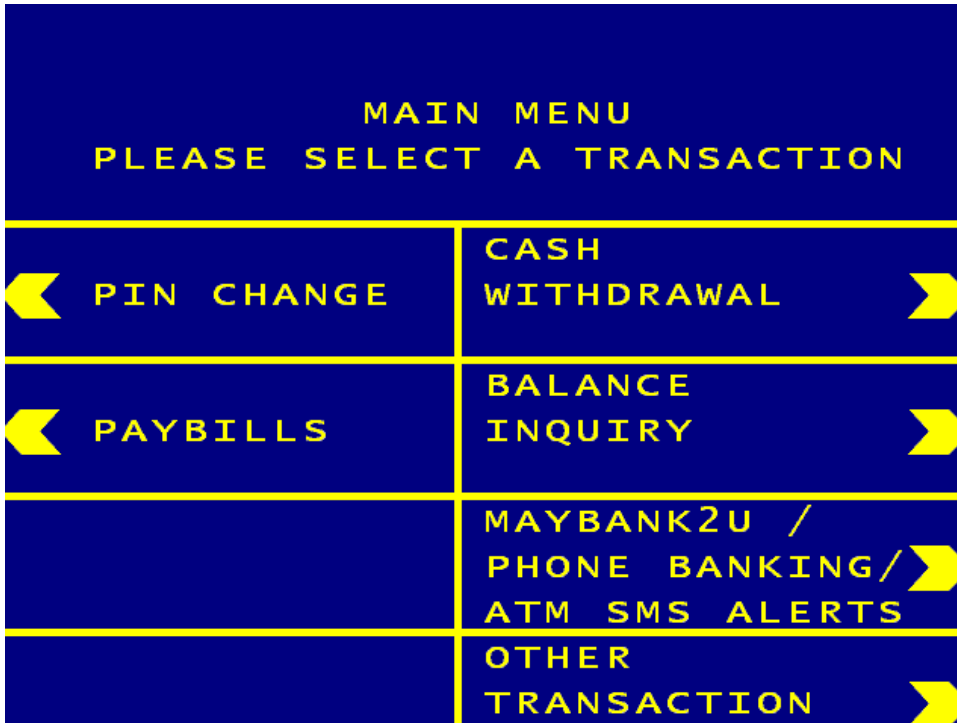 MAIN MENU
PLEASE SELECT A TRANSACTION
PIN CHANGE
CASH
WITHDRAWAL
PAYBILLS
BALANCE
INQUIRY
MAYBANK2U /
PHONE BANKING/
ATM SMS ALERTS
OTHER
TRANSACTION